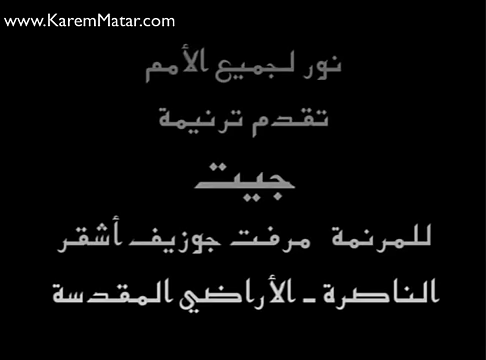 www.KaremMatar.com
نور لجميع الأمم
تقدم ترنيمة
جيت
للمرنمة مرفت جوزيف أشقر
الناصرة - الأراضي المقدسة